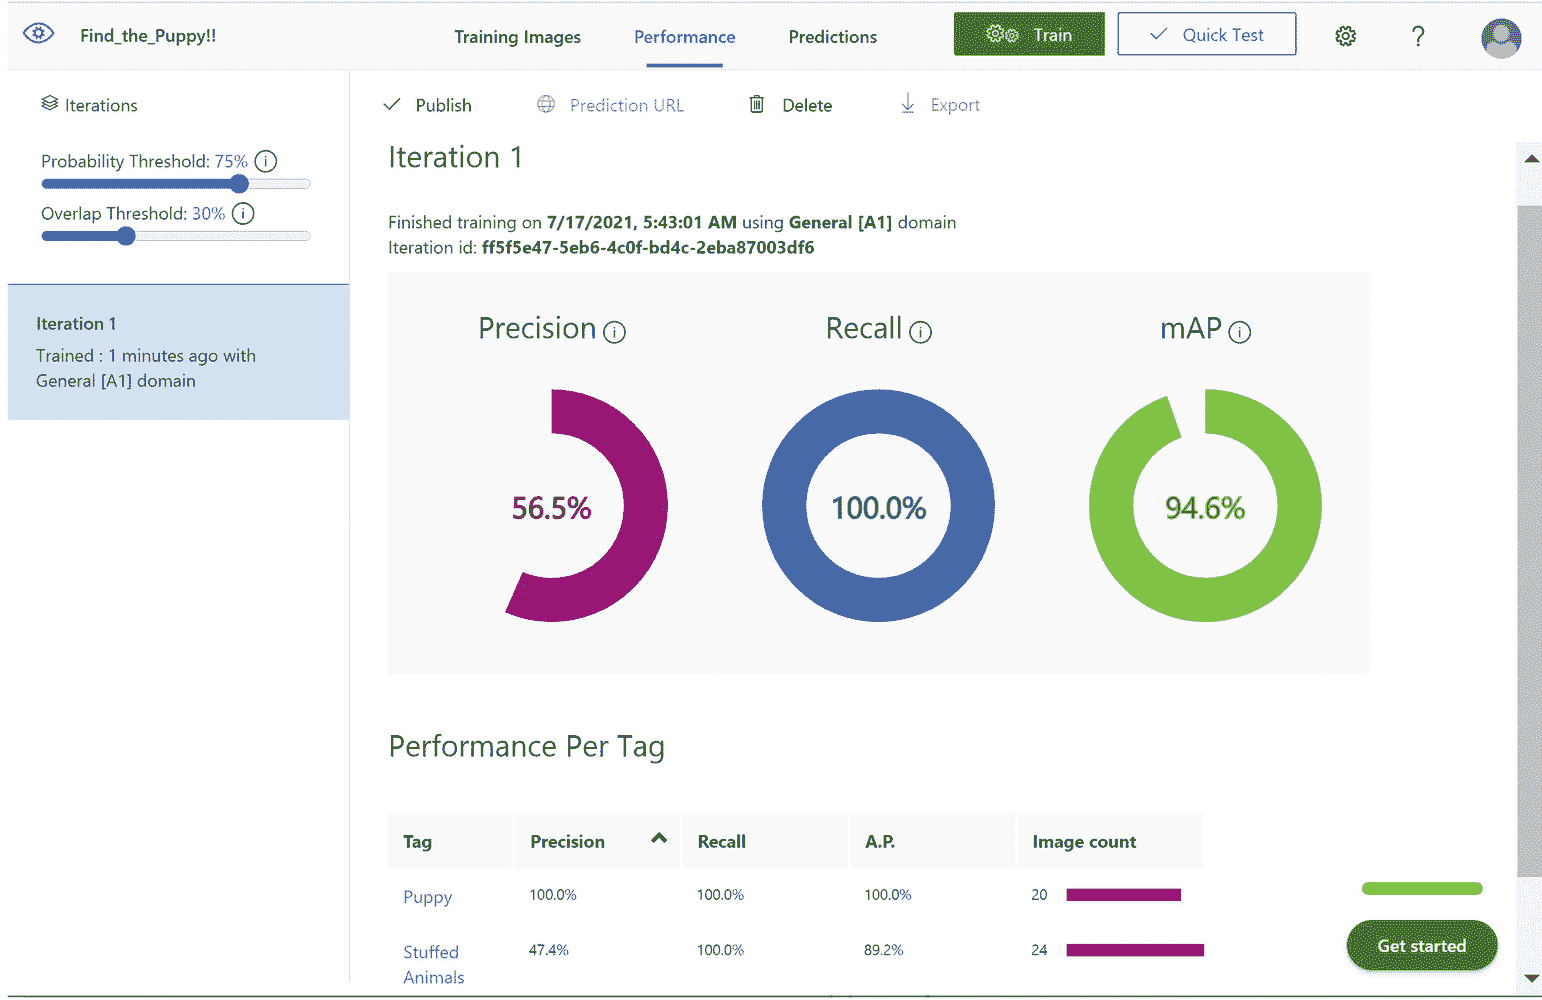 Find_the_Puppy!!
Training Images
Performance
Predictions
Train
Quick Test
?
Iterations
Publish
Prediction URL
Delete
Export
Probability Threshold: 75% i
Overlap Threshold: 30% i
Iteration 1
Trained : 1 minutes ago with
General [A1] domain
Iteration 1
Finished training on 7/17/2021, 5:43:01 AM using General [A1] domain
Iteration id: ff5f5e47-5eb6-4c0f-bd4c-2eba87003df6
Precision i
Recall i
mAP i
56.5%
100.0%
94.6%
Performance Per Tag
Tag Precision Recall A.P. Image count
Puppy 100.0% 100.0% 100.0% 20
Stuffed 47.4% 100.0% 89.2% 24
Animals
Get started